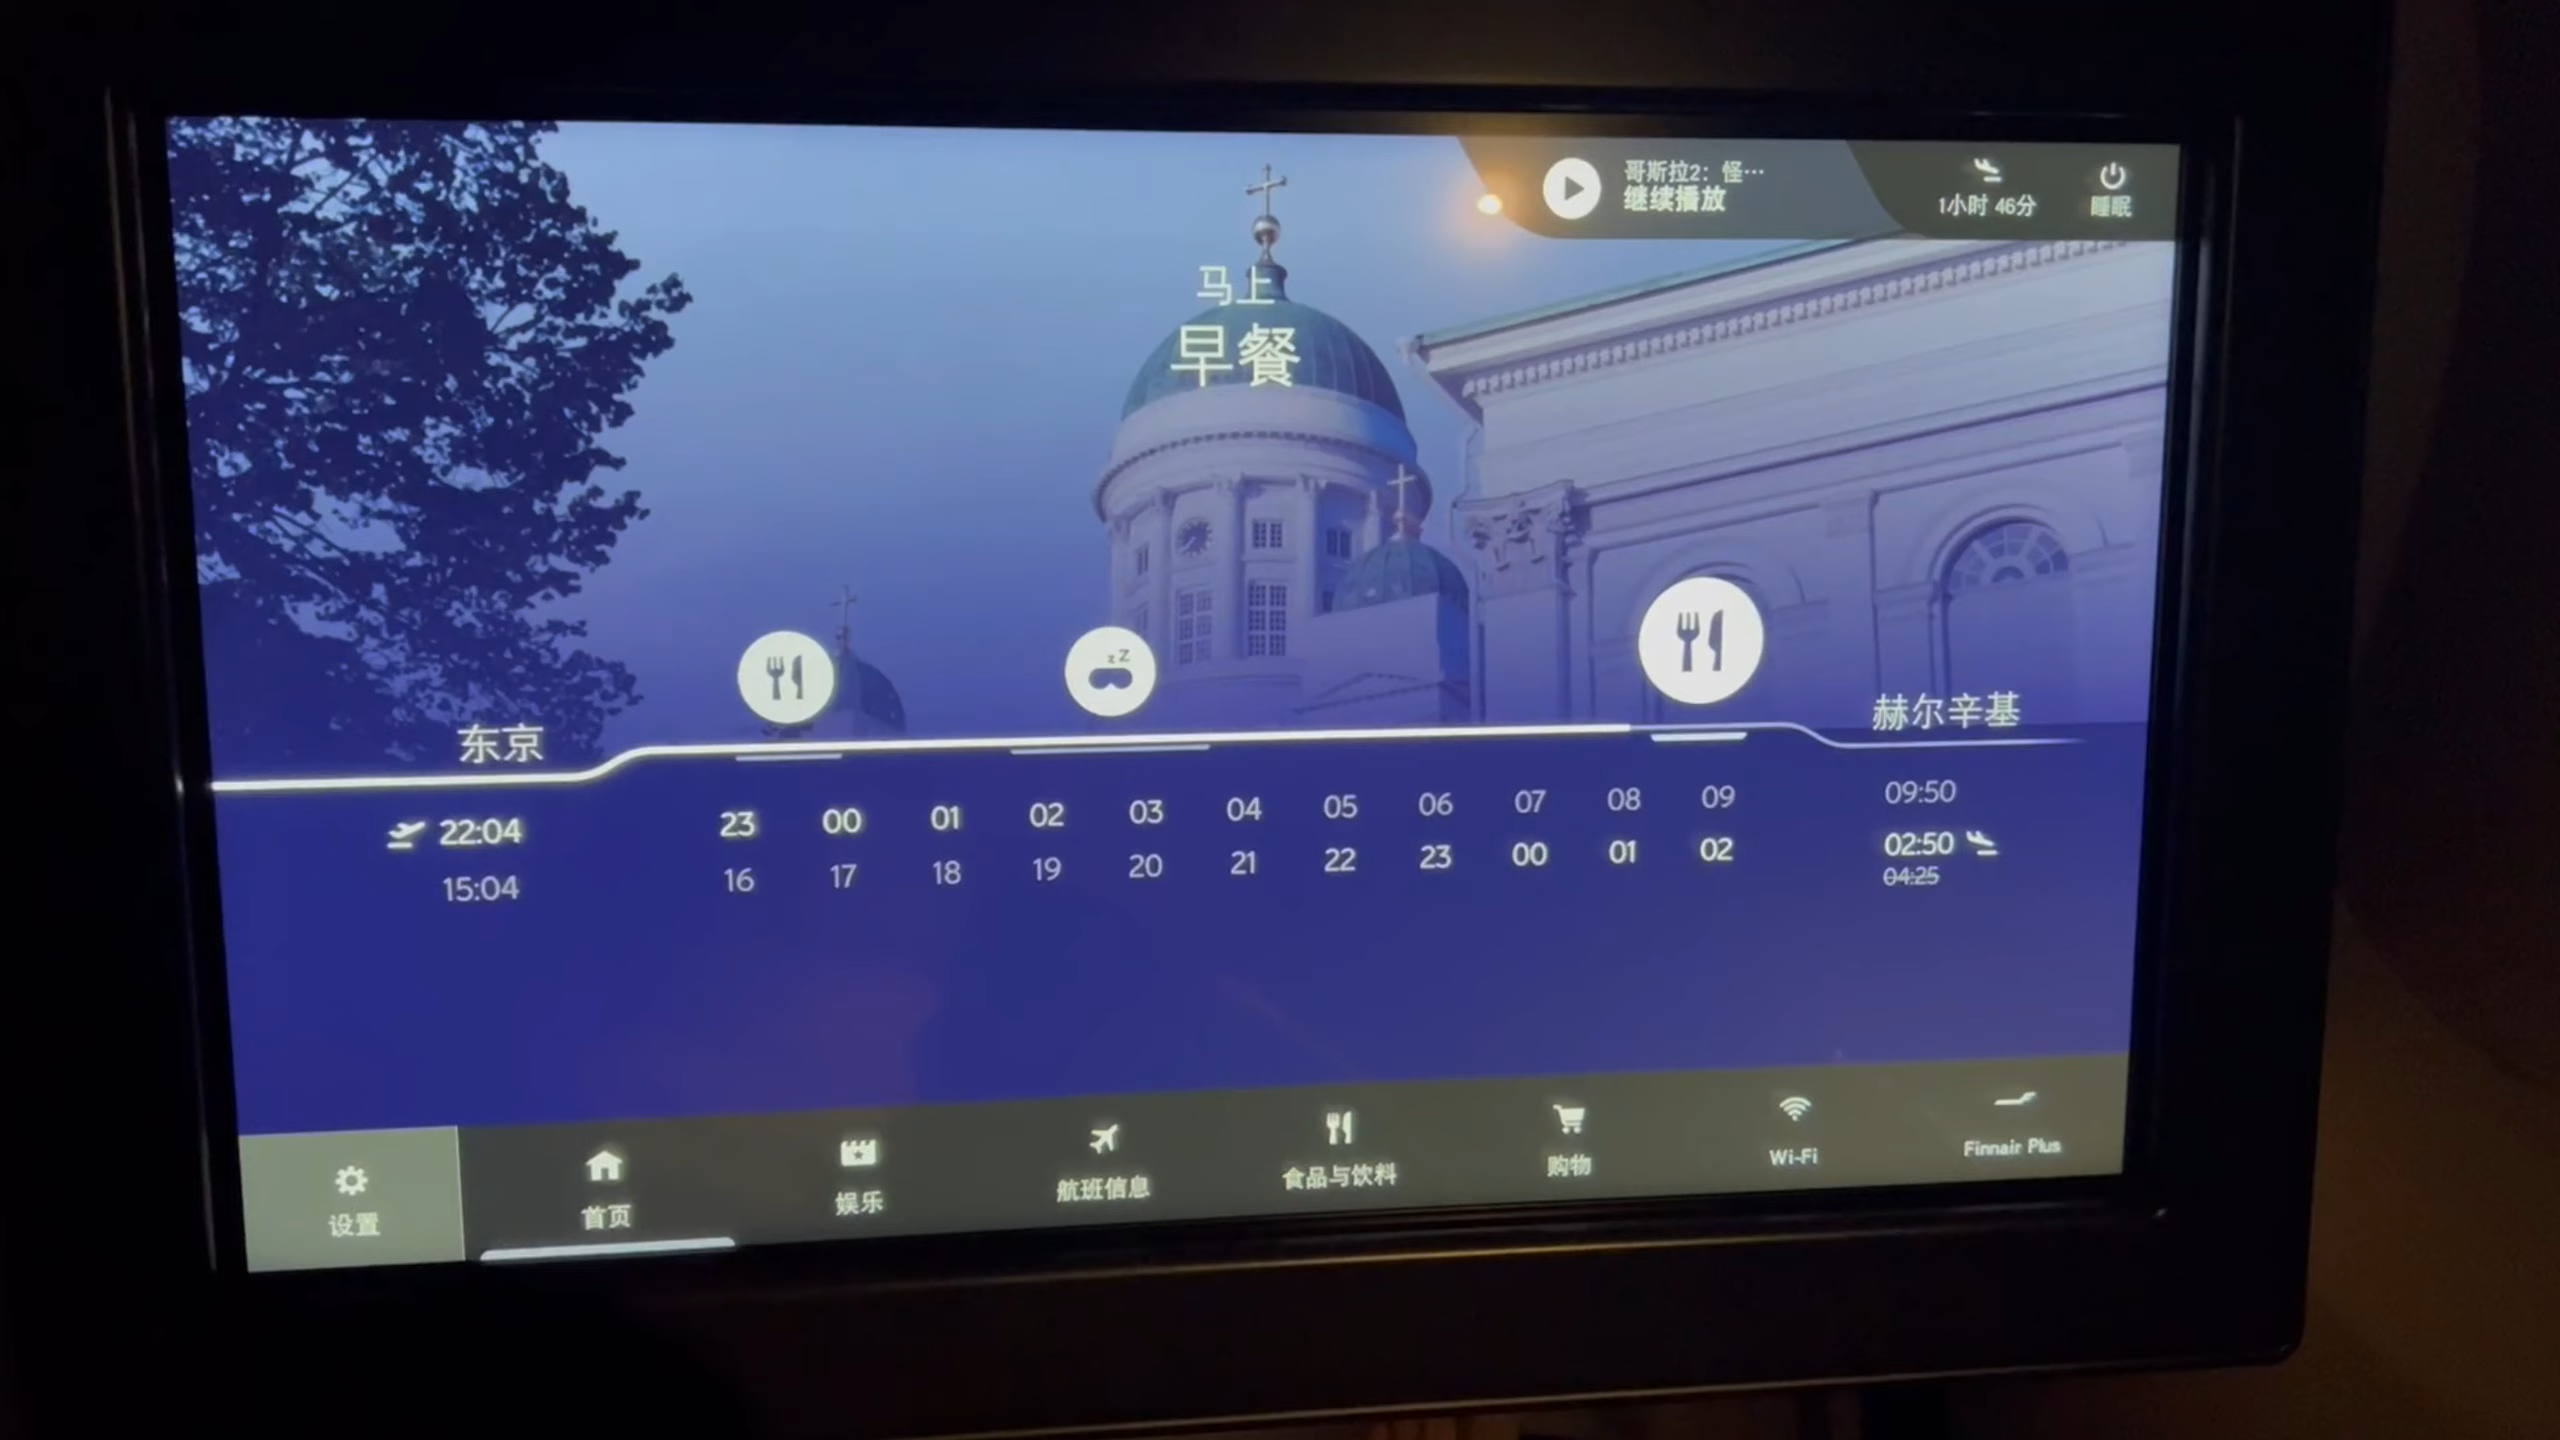 哥斯拉2：怪…
继续播放
1小时 46分
睡眠
马上
早餐
zZ
东京
赫尔辛基
22:04 23 00 01 02 03 04 05 06 07 08 09 09:50
15:04 16 17 18 19 20 21 22 23 00 01 02 02:50
04:25
设置
首页
娱乐
航班信息
食品与饮料
购物
Wi-Fi
Finnair Plus